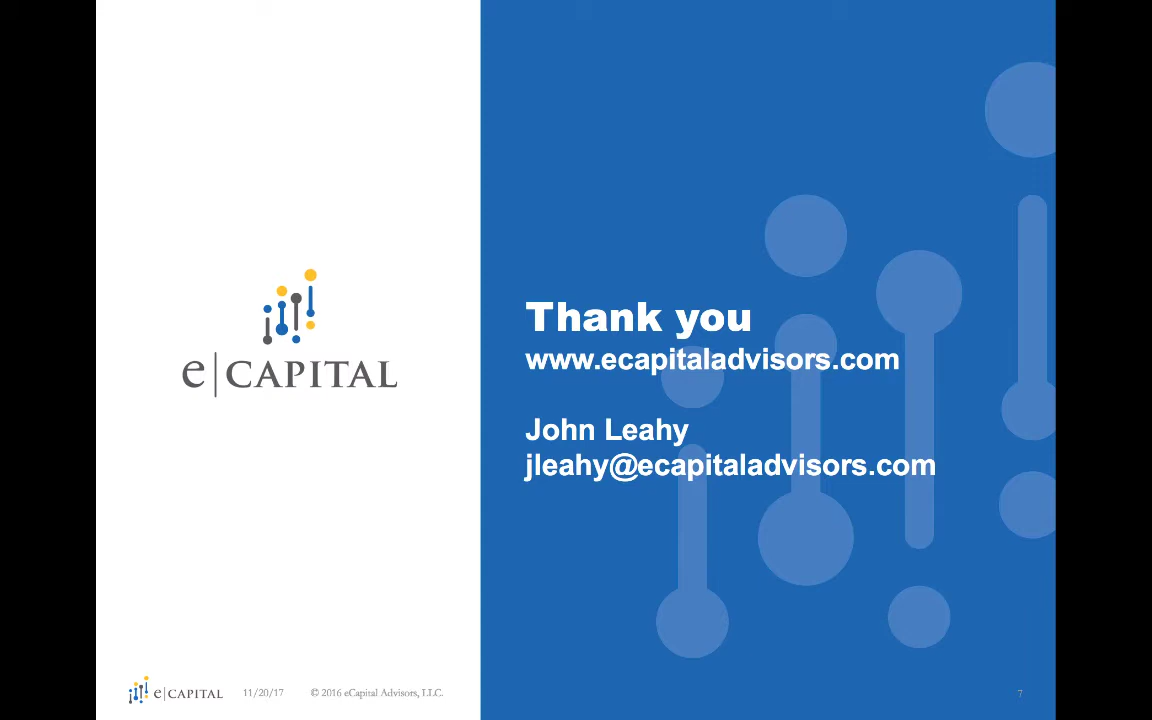 e|CAPITAL
Thank you
www.ecapitaladvisors.com
John Leahy
jleahy@ecapitaladvisors.com
e|CAPITAL
11/20/17
© 2016 eCapital Advisors, LLC.
7